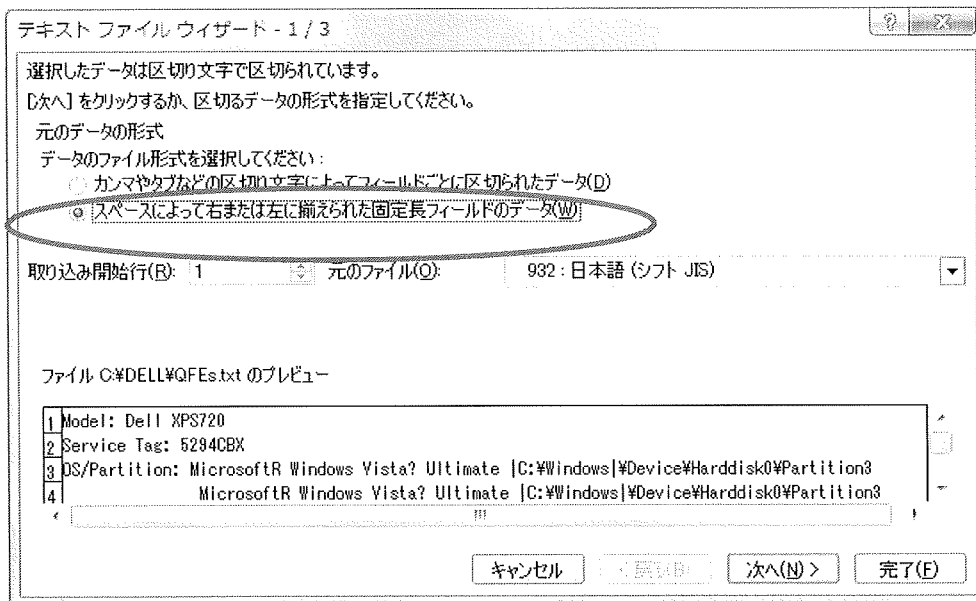 テキスト ファイル ウィザード - 1 / 3
選択したデータは区切り文字で区切られています。
[次へ] をクリックするか、区切るデータの形式を指定してください。
元のデータの形式
データのファイル形式を選択してください：
カンマやタブなどの区切り文字によってフィールドごとに区切られたデータ(D)
スペースによって右または左に揃えられた固定長フィールドのデータ(W)
取り込み開始行(R): 1 元のファイル(O): 932 : 日本語 (シフト JIS)
ファイル C:¥DELL¥QFEs.txt のプレビュー
1 Model: Dell XPS720
2 Service Tag: 5294CBX
3 OS/Partition: MicrosoftR Windows Vista? Ultimate |C:¥Windows|¥Device¥Harddisk0¥Partition3
4 MicrosoftR Windows Vista? Ultimate |C:¥Windows|¥Device¥Harddisk0¥Partition3
キャンセル < 戻る(B) 次へ(N) > 完了(F)